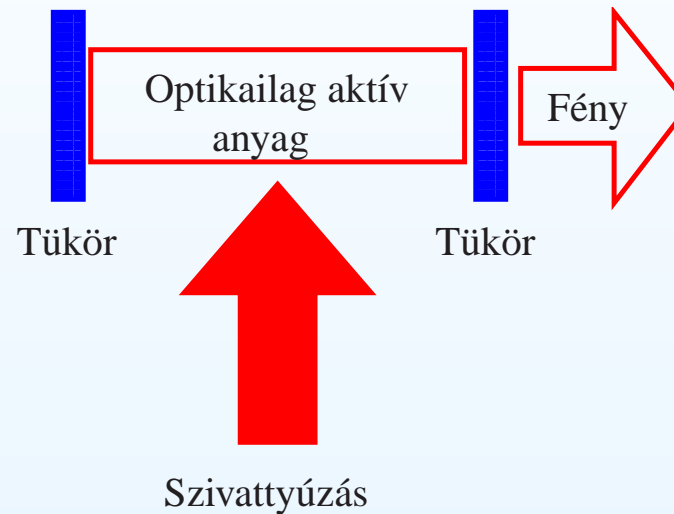 Optikailag aktív
anyag
Fény
Tükör
Tükör
Szivattyúzás